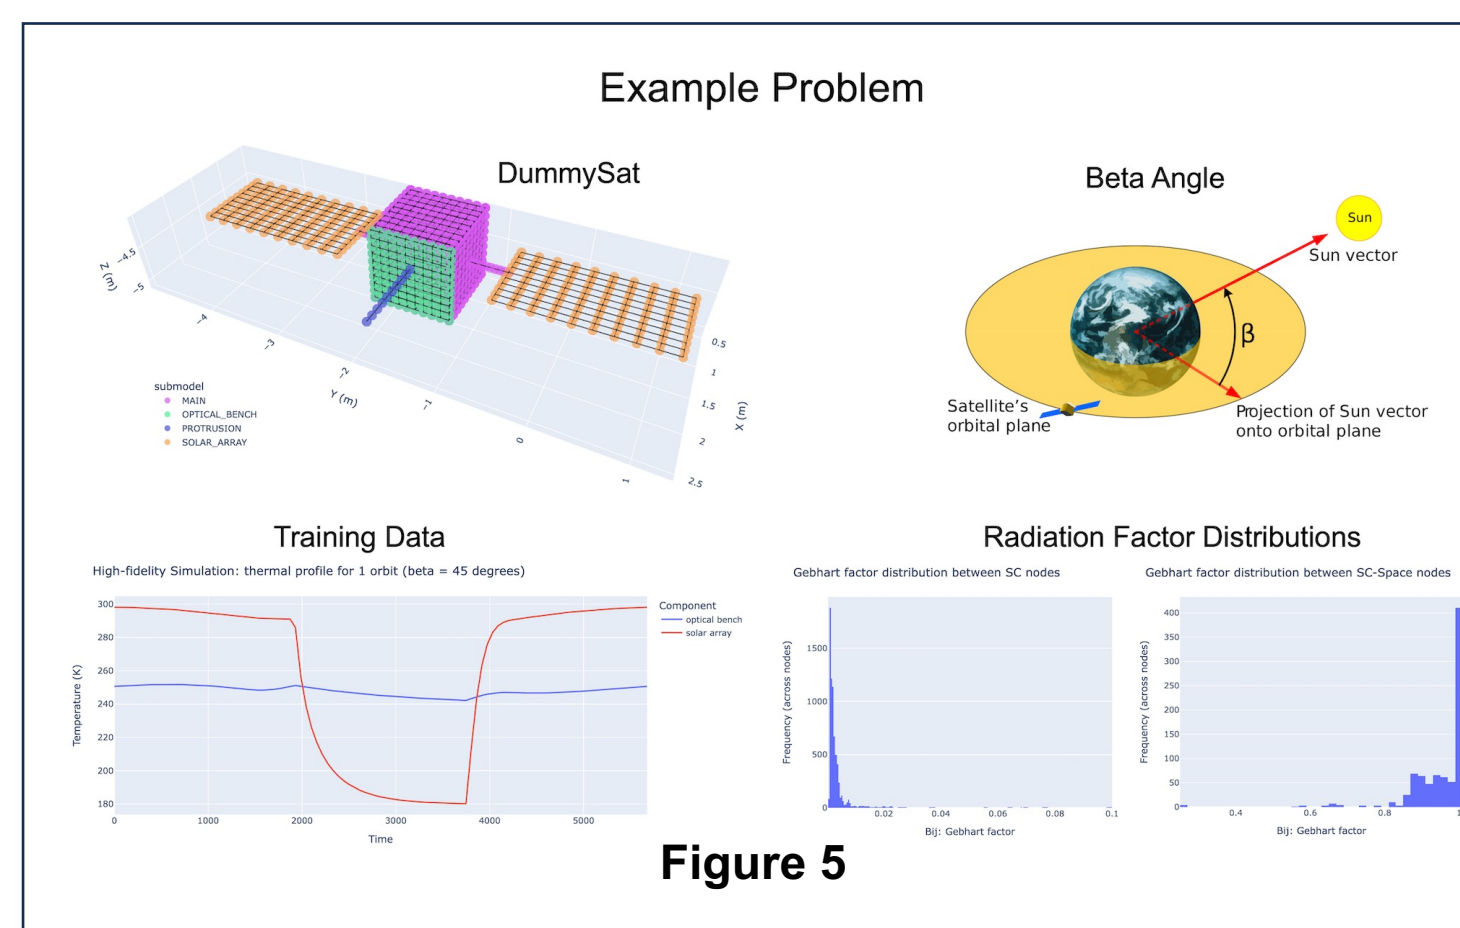 Example Problem
DummySat
Z (m)
−4.5
−5
−4
−3
−2
−1
0
1
Y (m)
0.5
1
1.5
2
2.5
X (m)
submodel
MAIN
OPTICAL_BENCH
PROTRUSION
SOLAR_ARRAY
Beta Angle
Sun
Sun vector
β
Satellite's
orbital plane
Projection of Sun vector
onto orbital plane
Training Data
High-fidelity Simulation: thermal profile for 1 orbit (beta = 45 degrees)
Temperature (K)
300
280
260
240
220
200
180
0
1000
2000
3000
4000
5000
Time
Component
optical bench
solar array
Radiation Factor Distributions
Gebhart factor distribution between SC nodes
Frequency (across nodes)
1500
1000
500
0
0.02
0.04
0.06
0.08
0.1
Bij: Gebhart factor
Gebhart factor distribution between SC-Space nodes
Frequency (across nodes)
400
350
300
250
200
150
100
50
0
0.4
0.6
0.8
1
Bij: Gebhart factor
Figure 5